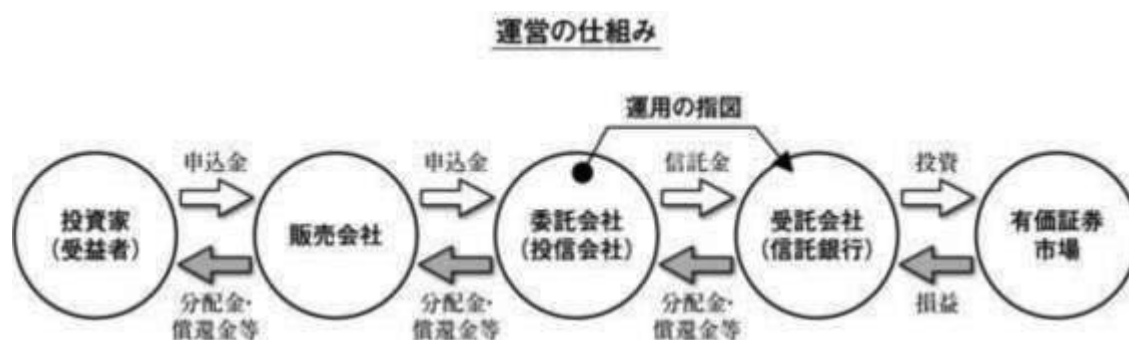 運営の仕組み
運用の指図
申込金
申込金
信託金
投資
投資家
(受益者)
販売会社
委託会社
(投信会社)
受託会社
(信託銀行)
有価証券
市場
分配金・
償還金等
分配金・
償還金等
分配金・
償還金等
損益